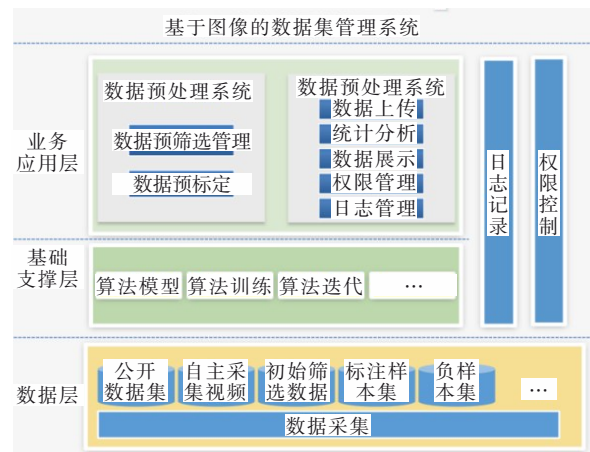 基于图像的数据集管理系统
业务
应用层
数据预处理系统
数据预筛选管理
数据预标定
数据预处理系统
数据上传
统计分析
数据展示
权限管理
日志管理
日志记录
权限控制
基础
支撑层
算法模型
算法训练
算法迭代
…
数据层
公开
数据集
自主采
集视频
初始筛
选数据
标注样
本集
负样
本集
…
数据采集